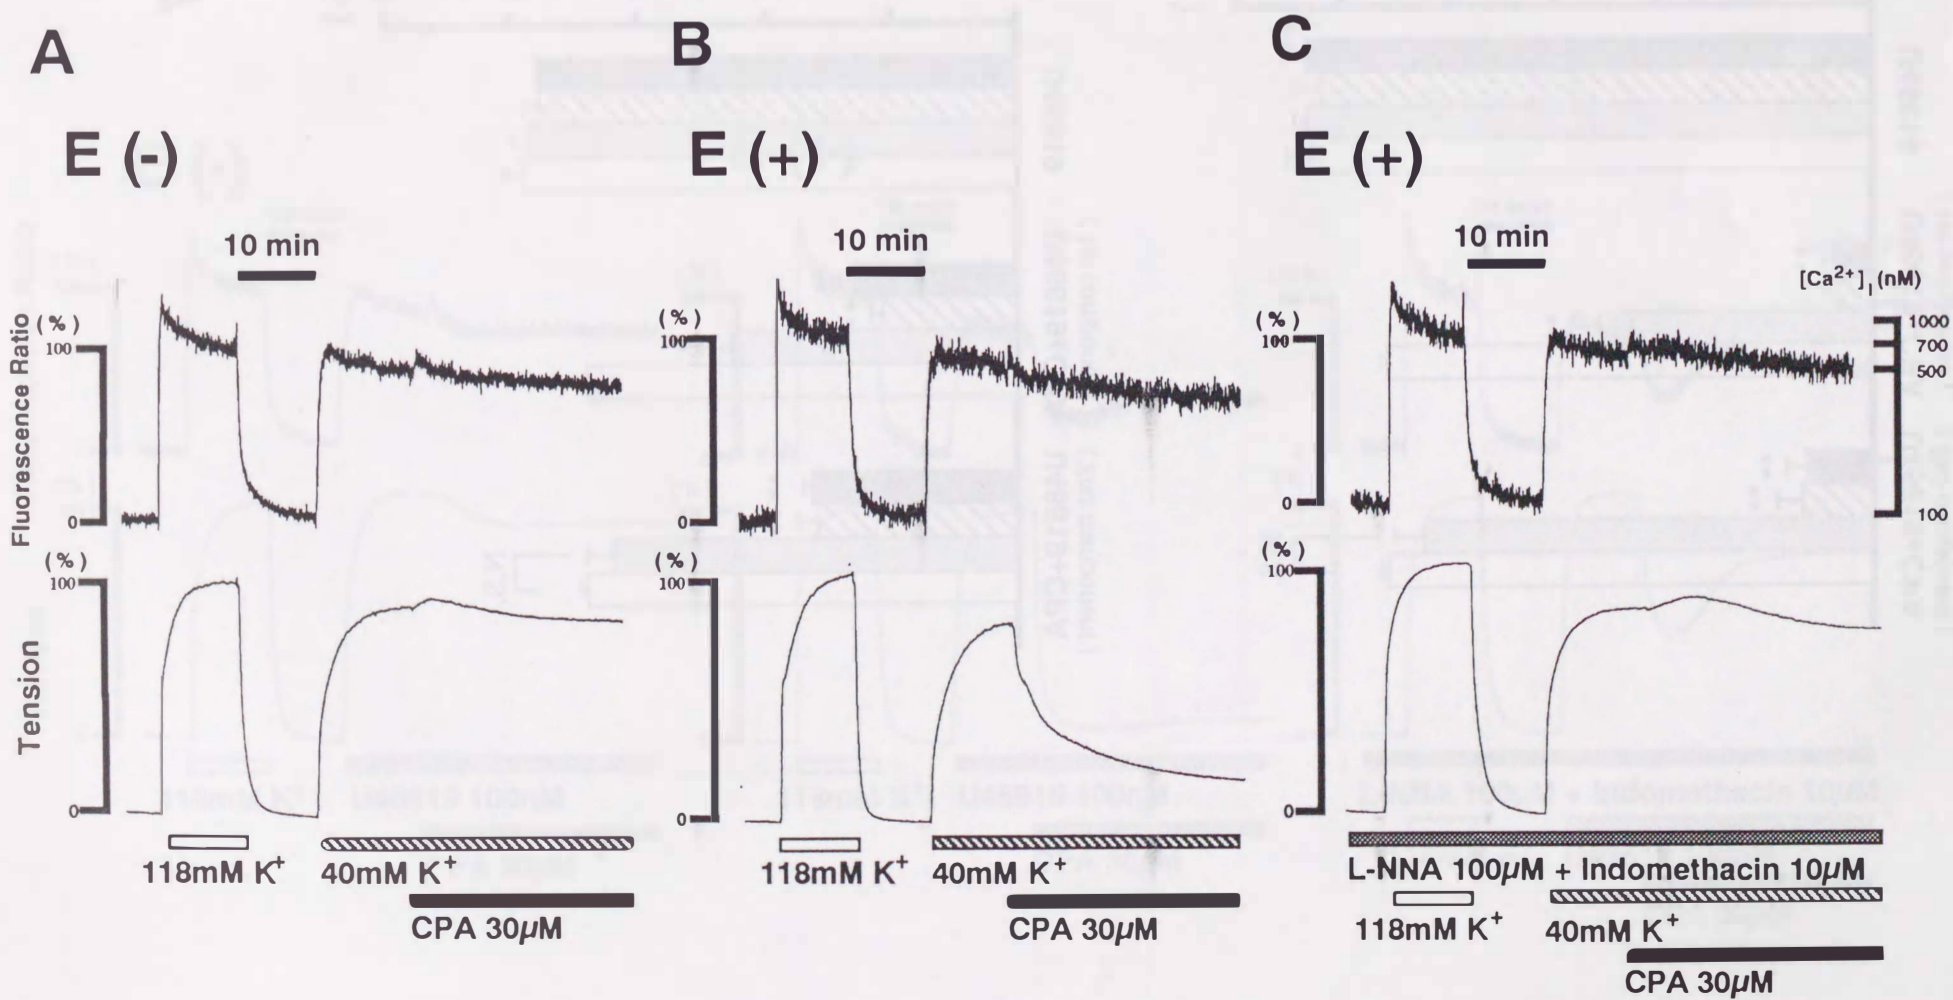 A
B
C
E (-)
E (+)
E (+)
10 min
10 min
10 min
[Ca²⁺]i (nM)
Fluorescence Ratio
(%)
100
0
(%)
100
0
(%)
100
0
1000
700
500
100
Tension
(%)
100
0
(%)
100
0
(%)
100
0
118mM K⁺
40mM K⁺
CPA 30μM
118mM K⁺
40mM K⁺
CPA 30μM
L-NNA 100μM + Indomethacin 10μM
118mM K⁺
40mM K⁺
CPA 30μM